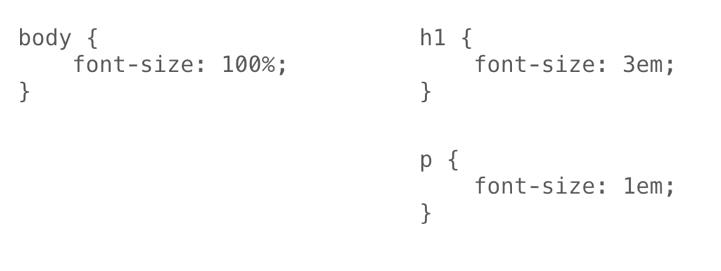 body {
    font-size: 100%;
}
h1 {
    font-size: 3em;
}
p {
    font-size: 1em;
}